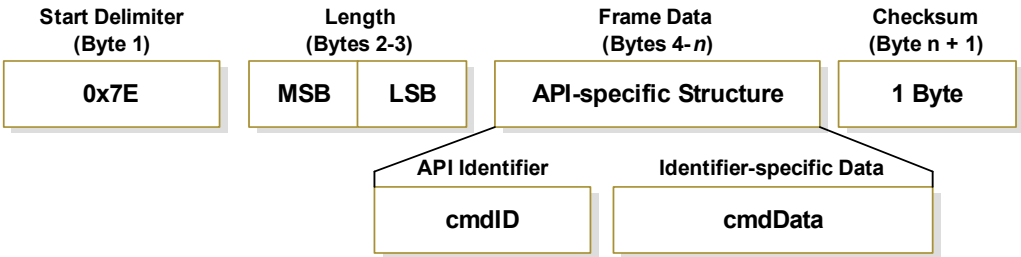 Start Delimiter
(Byte 1)
Length
(Bytes 2-3)
Frame Data
(Bytes 4-n)
Checksum
(Byte n + 1)
0x7E
MSB
LSB
API-specific Structure
1 Byte
API Identifier
Identifier-specific Data
cmdID
cmdData